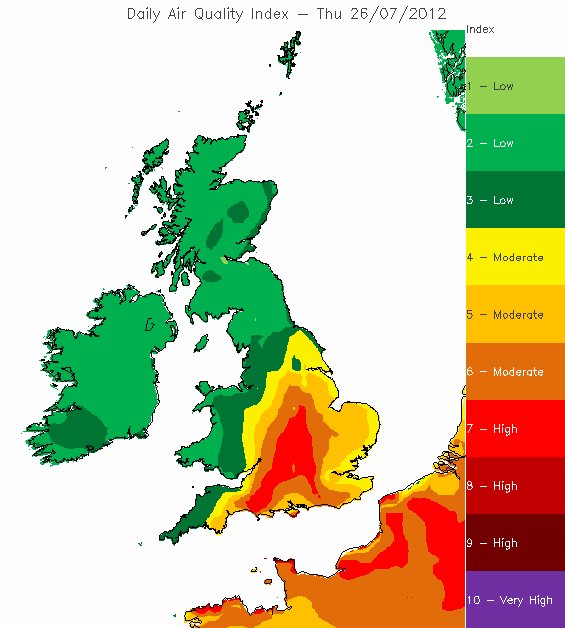 Daily Air Quality Index – Thu 26/07/2012
Index
1 – Low
2 – Low
3 – Low
4 – Moderate
5 – Moderate
6 – Moderate
7 – High
8 – High
9 – High
10 – Very High